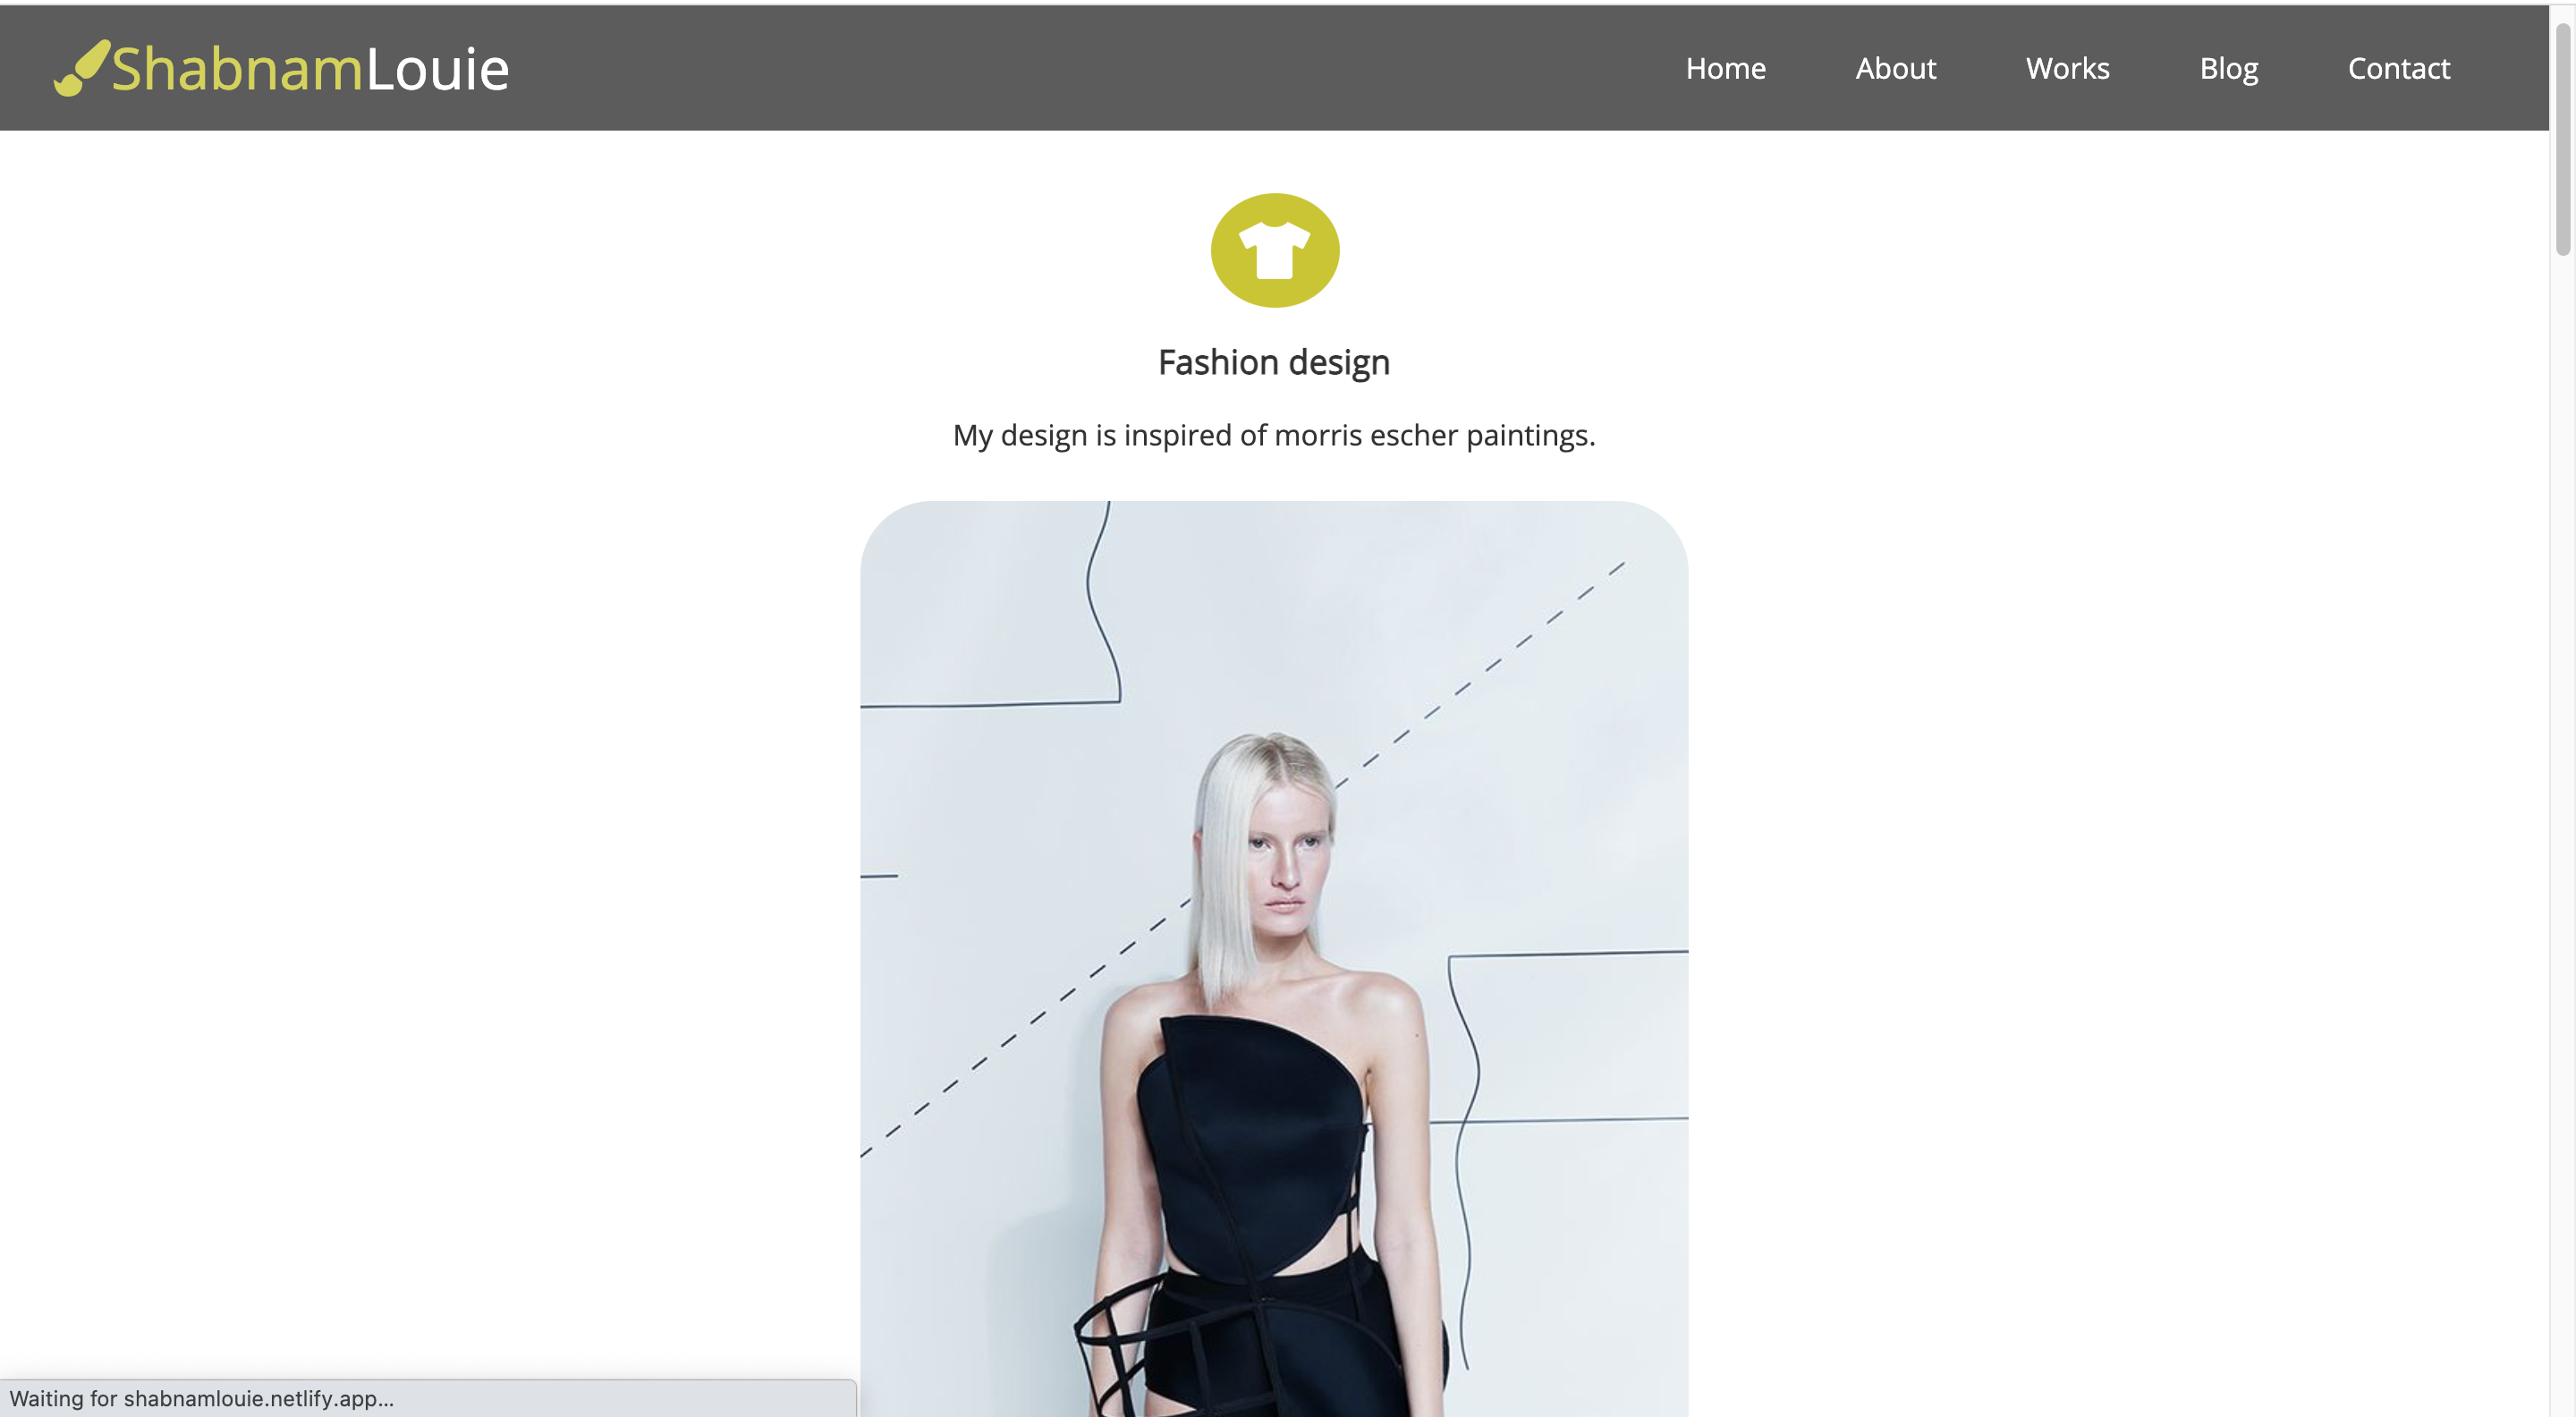 ShabnamLouie
Home About Works Blog Contact
Fashion design
My design is inspired of morris escher paintings.
Waiting for shabnamlouie.netlify.app...